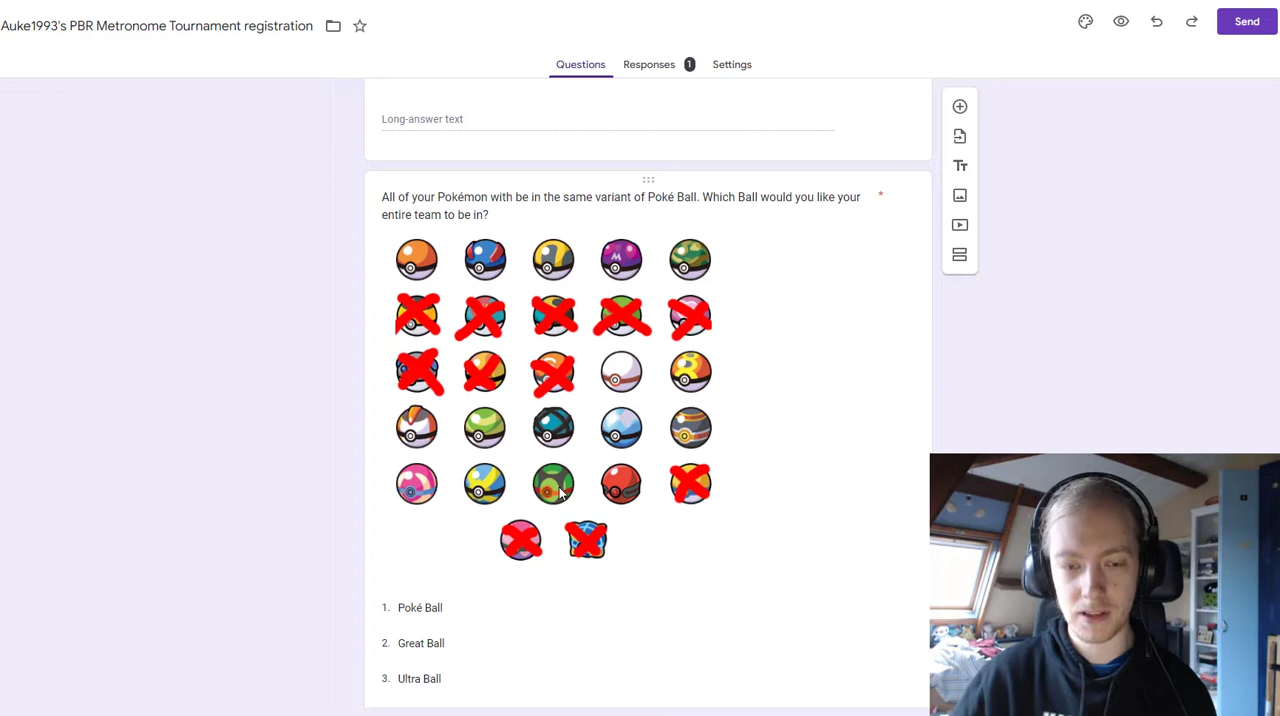 Auke1993's PBR Metronome Tournament registration
Send
Questions
Responses 1
Settings
Long-answer text
All of your Pokémon with be in the same variant of Poké Ball. Which Ball would you like your *
entire team to be in?
1. Poké Ball
2. Great Ball
3. Ultra Ball